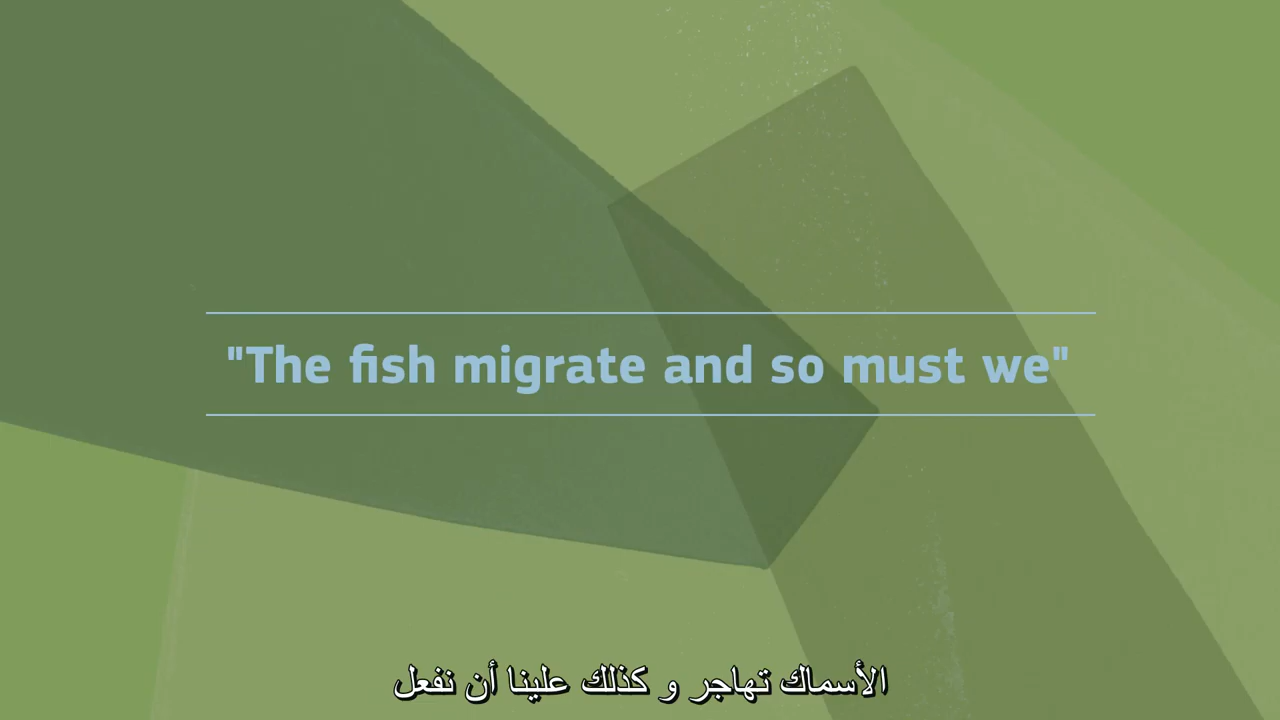 "The fish migrate and so must we"
الأسماك تهاجر و كذلك علينا أن نفعل